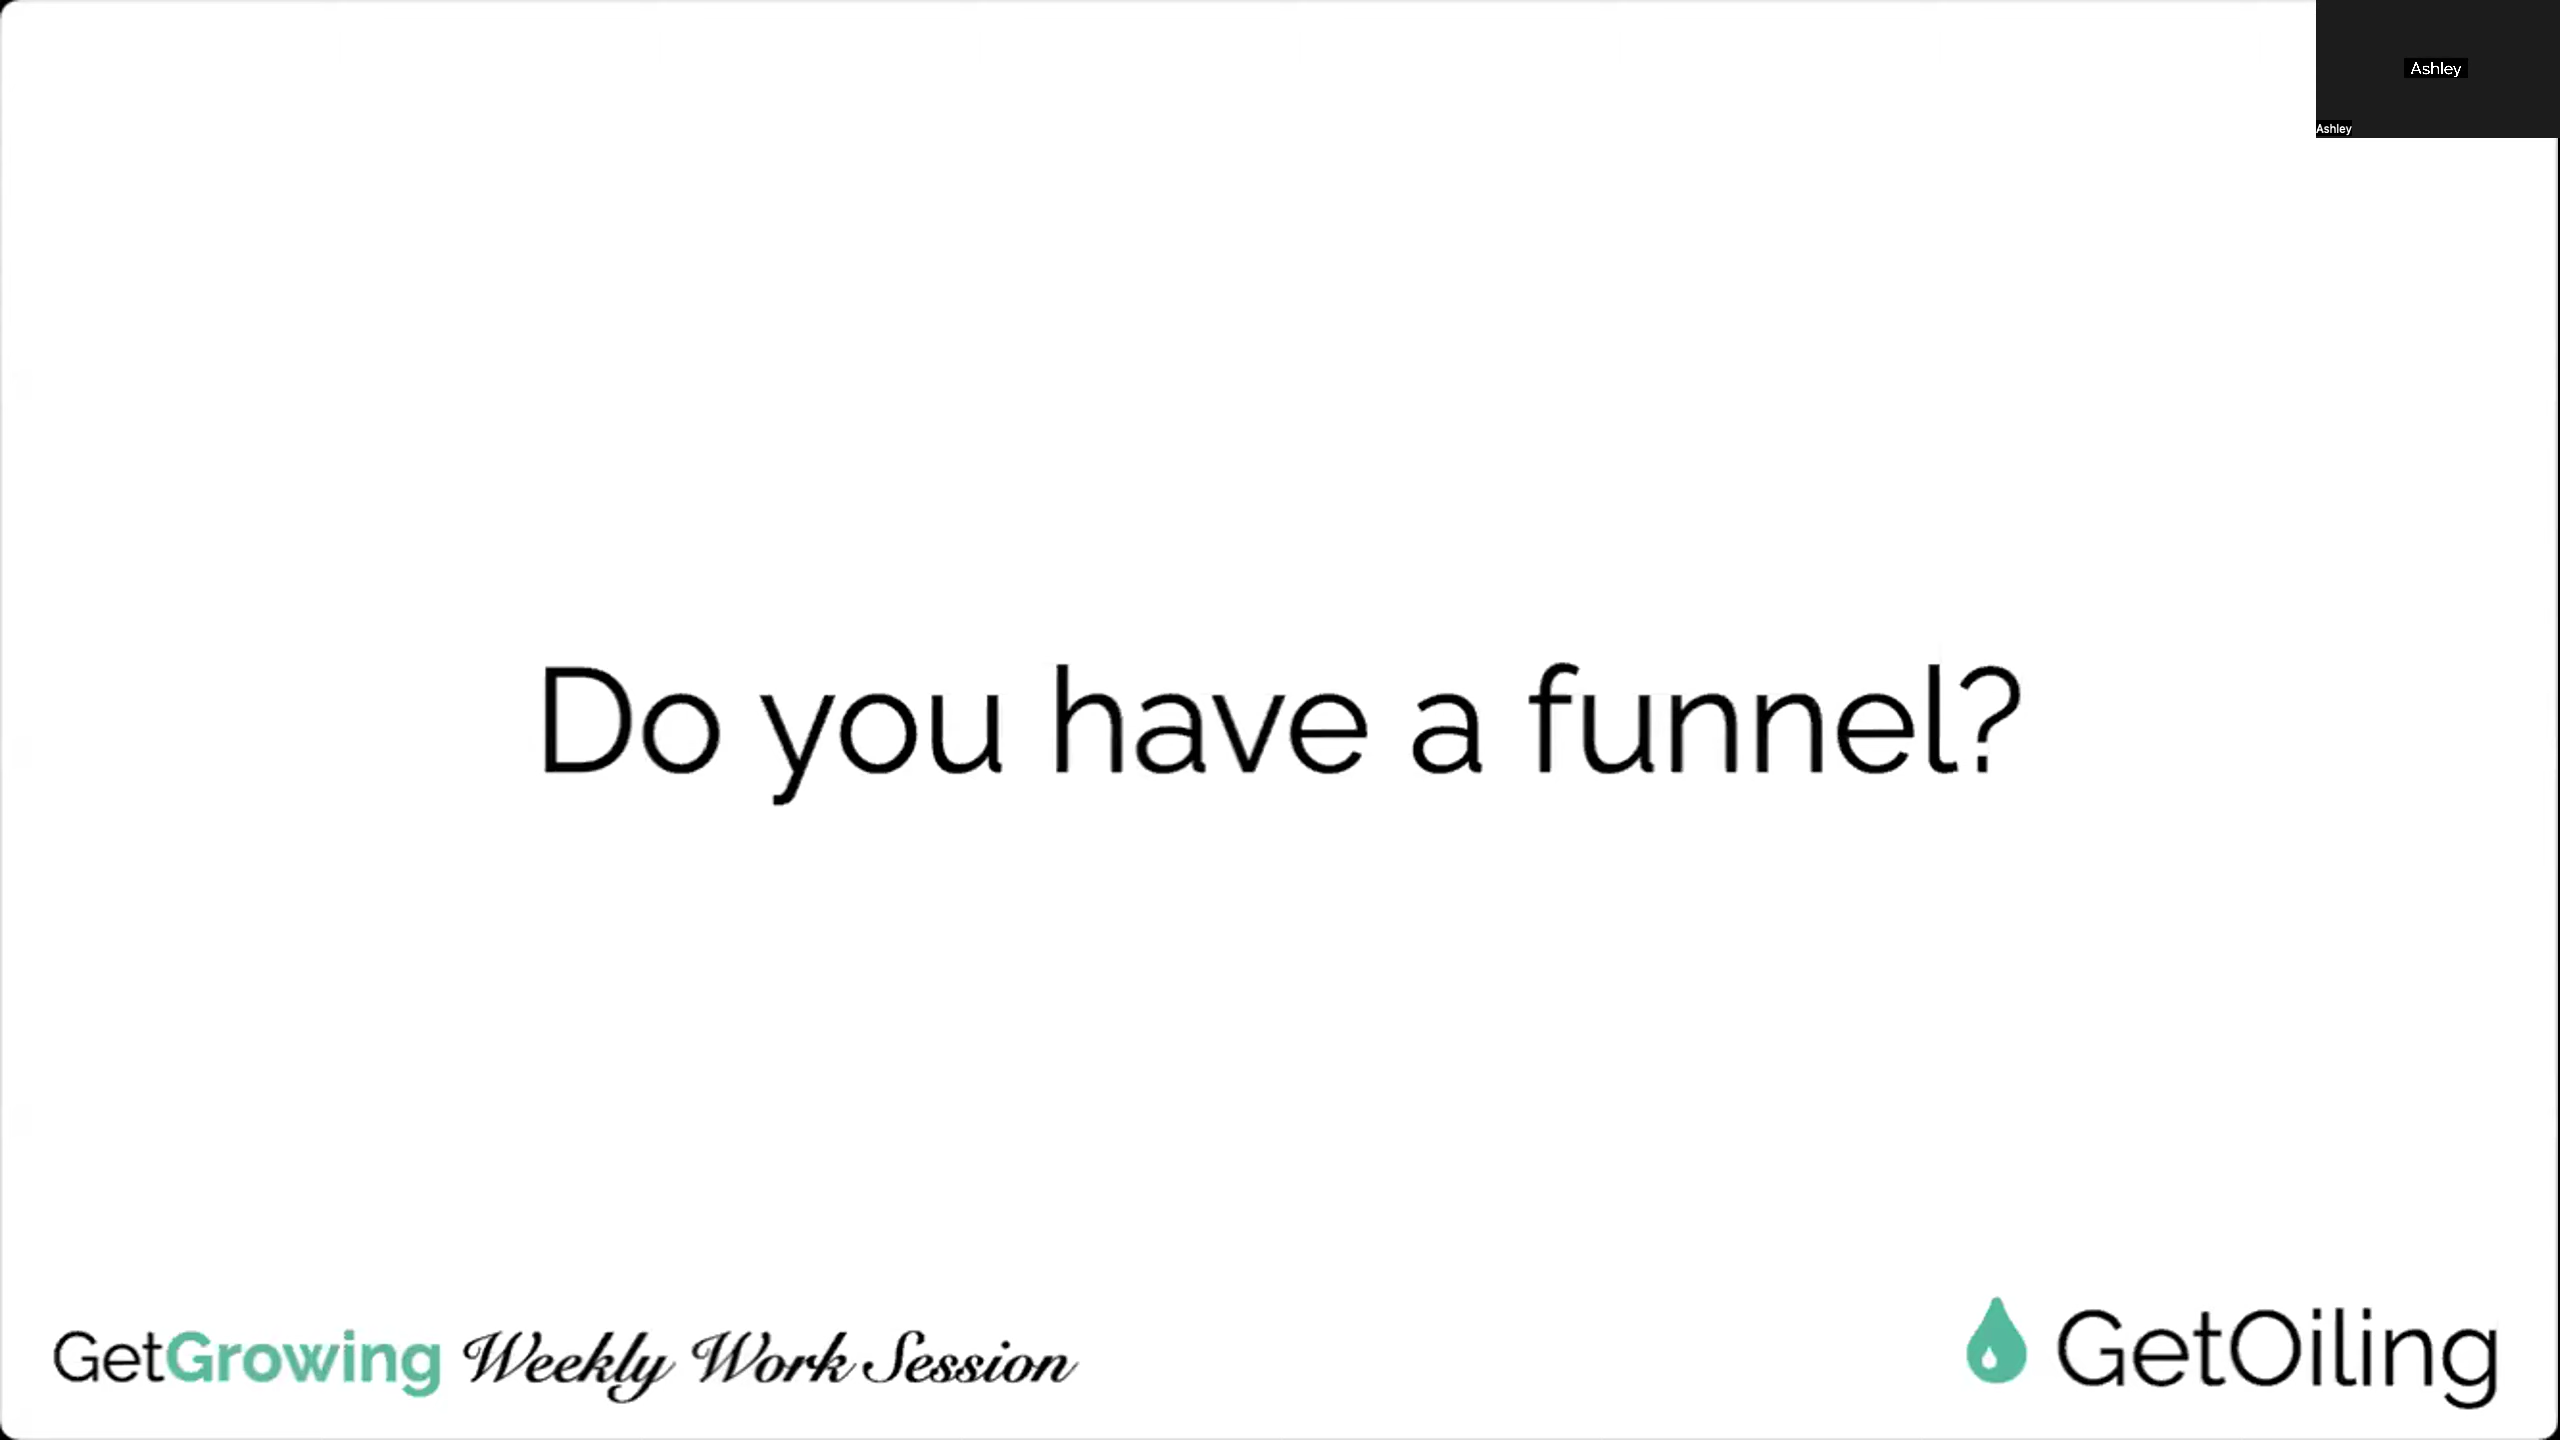 Ashley
Ashley
Do you have a funnel?
GetGrowing Weekly Work Session
GetOiling